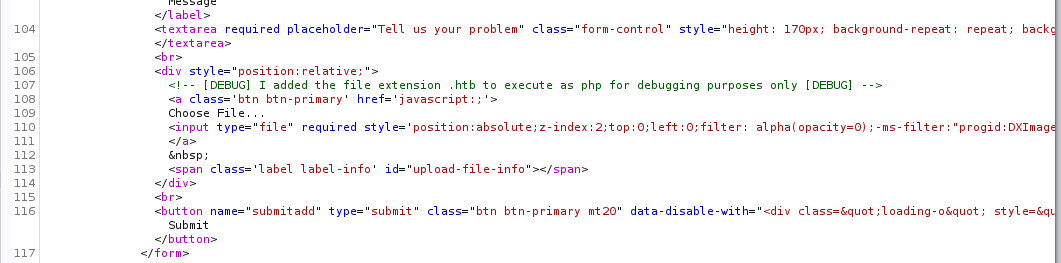 Message
</label>
104 <textarea required placeholder="Tell us your problem" class="form-control" style="height: 170px; background-repeat: repeat; backg
</textarea>
105 <br>
106 <div style="position:relative;">
107 <!-- [DEBUG] I added the file extension .htb to execute as php for debugging purposes only [DEBUG] -->
108 <a class='btn btn-primary' href='javascript:;'>
109 Choose File...
110 <input type="file" required style='position:absolute;z-index:2;top:0;left:0;filter: alpha(opacity=0);-ms-filter:"progid:DXImage
111 </a>
112 &nbsp;
113 <span class='label label-info' id="upload-file-info"></span>
114 </div>
115 <br>
116 <button name="submitadd" type="submit" class="btn btn-primary mt20" data-disable-with="<div class=&quot;loading-o&quot; style=&qu
Submit
</button>
117 </form>